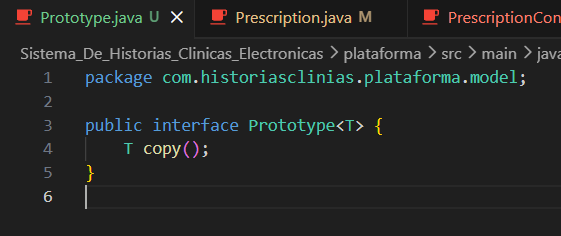 Prototype.java U Prescription.java M PrescriptionCon
Sistema_De_Historias_Clinicas_Electronicas > plataforma > src > main > java
1 package com.historiasclinias.plataforma.model;
2
3 public interface Prototype<T> {
4 T copy();
5 }
6